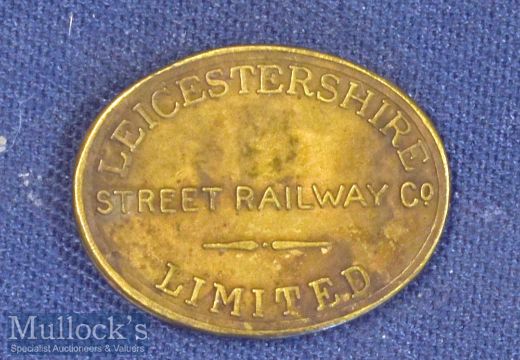 LEICESTERSHIRE
STREET RAILWAY Co.
LIMITED
Mullock's
Specialist Auctioneers & Valuers